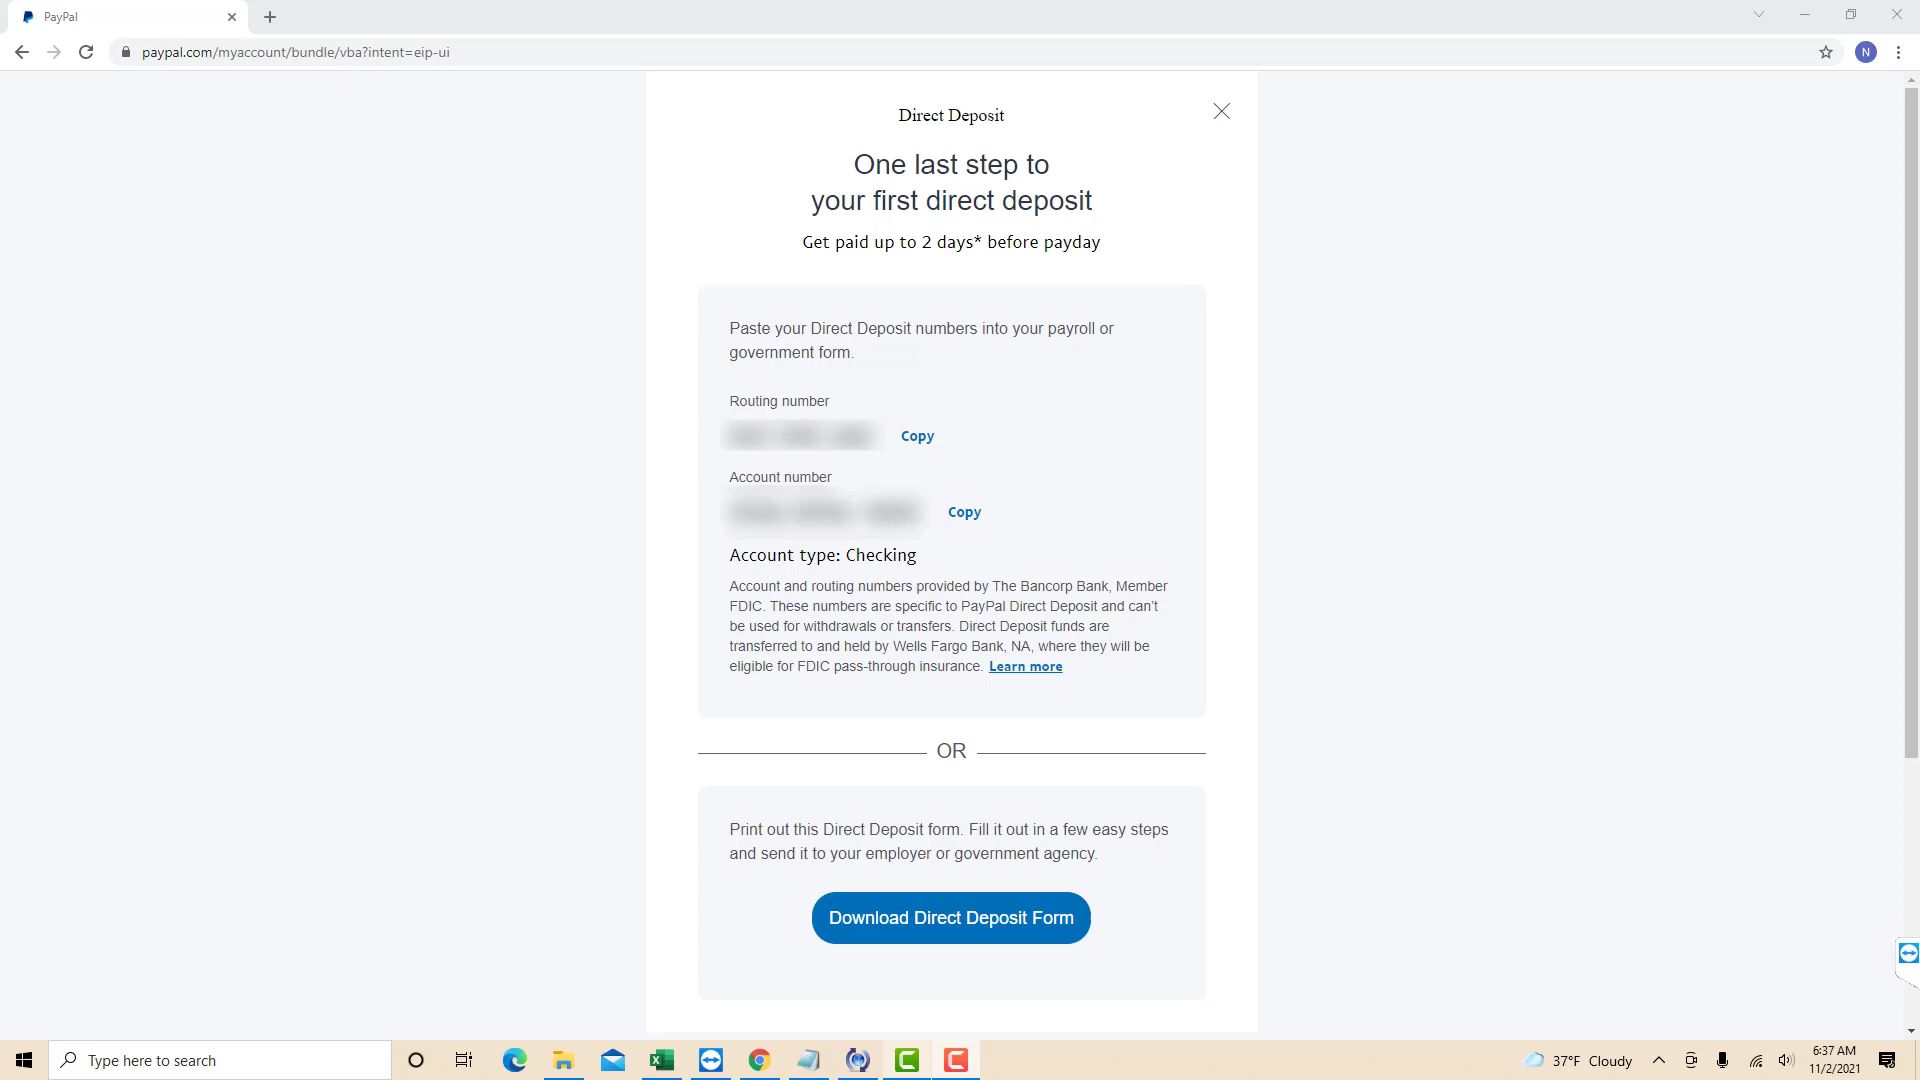 PayPal
paypal.com/myaccount/bundle/vba?intent=eip-ui
N
Direct Deposit
One last step to
your first direct deposit
Get paid up to 2 days* before payday
Paste your Direct Deposit numbers into your payroll or
government form.
Routing number
Copy
Account number
Copy
Account type: Checking
Account and routing numbers provided by The Bancorp Bank, Member
FDIC. These numbers are specific to PayPal Direct Deposit and can’t
be used for withdrawals or transfers. Direct Deposit funds are
transferred to and held by Wells Fargo Bank, NA, where they will be
eligible for FDIC pass-through insurance. Learn more
OR
Print out this Direct Deposit form. Fill it out in a few easy steps
and send it to your employer or government agency.
Download Direct Deposit Form
Type here to search
37°F Cloudy
6:37 AM
11/2/2021